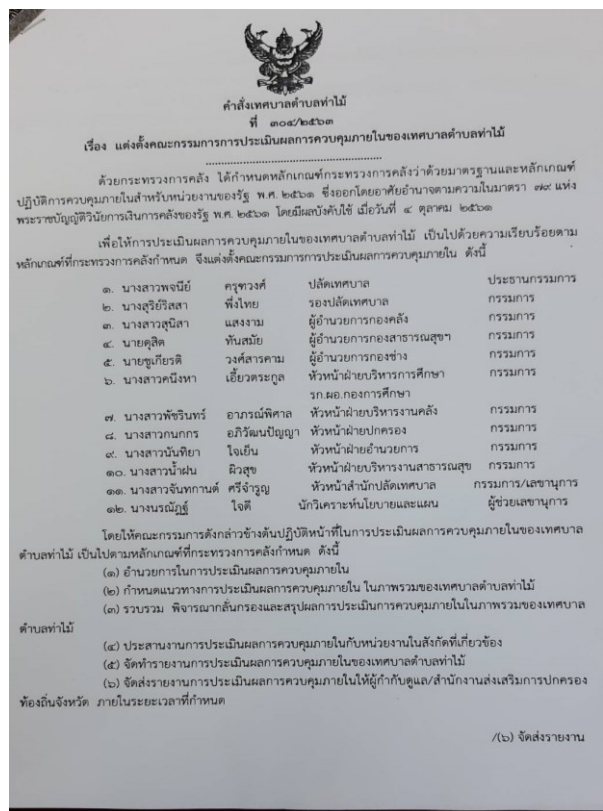 คำสั่งเทศบาลตำบลท่าไม้
ที่ ๓๐๔/๒๕๖๓
เรื่อง แต่งตั้งคณะกรรมการการประเมินผลการควบคุมภายในของเทศบาลตำบลท่าไม้
ด้วยกระทรวงการคลัง ได้กำหนดหลักเกณฑ์กระทรวงการคลังว่าด้วยมาตรฐานและหลักเกณฑ์
ปฏิบัติการควบคุมภายในสำหรับหน่วยงานของรัฐ พ.ศ. ๒๕๖๑ ซึ่งออกโดยอาศัยอำนาจตามความในมาตรา ๗๙ แห่ง
พระราชบัญญัติวินัยการเงินการคลังของรัฐ พ.ศ. ๒๕๖๑ โดยมีผลบังคับใช้ เมื่อวันที่ ๔ ตุลาคม ๒๕๖๑
เพื่อให้การประเมินผลการควบคุมภายในของเทศบาลตำบลท่าไม้ เป็นไปด้วยความเรียบร้อยตาม
หลักเกณฑ์ที่กระทรวงการคลังกำหนด จึงแต่งตั้งคณะกรรมการการประเมินผลการควบคุมภายใน ดังนี้
๑. นางสาวพจนีย์ ครุฑวงศ์ ปลัดเทศบาล ประธานกรรมการ
๒. นางสุริย์ริสสา พึ่งไทย รองปลัดเทศบาล กรรมการ
๓. นางสาวสุนิสา แสงงาม ผู้อำนวยการกองคลัง กรรมการ
๔. นายดุสิต ทันสมัย ผู้อำนวยการกองสาธารณสุขฯ กรรมการ
๕. นายชูเกียรติ วงศ์สารคาม ผู้อำนวยการกองช่าง กรรมการ
๖. นางสาวคนึงหา เอี้ยวตระกูล หัวหน้าฝ่ายบริหารการศึกษา กรรมการ
รก.ผอ.กองการศึกษา
๗. นางสาวพัชรินทร์ อาภรณ์พิศาล หัวหน้าฝ่ายบริหารงานคลัง กรรมการ
๘. นางสาวกนกกร อภิวัฒนปัญญา หัวหน้าฝ่ายปกครอง กรรมการ
๙. นางสาวนันทิยา ใจเย็น หัวหน้าฝ่ายอำนวยการ กรรมการ
๑๐. นางสาวน้ำฝน ผิวสุข หัวหน้าฝ่ายบริหารงานสาธารณสุข กรรมการ
๑๑. นางสาวจันทกานต์ ศรีจำรูญ หัวหน้าสำนักปลัดเทศบาล กรรมการ/เลขานุการ
๑๒. นางนรณัฏฐ์ ใจดี นักวิเคราะห์นโยบายและแผน ผู้ช่วยเลขานุการ
โดยให้คณะกรรมการดังกล่าวข้างต้นปฏิบัติหน้าที่ในการประเมินผลการควบคุมภายในของเทศบาล
ตำบลท่าไม้ เป็นไปตามหลักเกณฑ์ที่กระทรวงการคลังกำหนด ดังนี้
(๑) อำนวยการในการประเมินผลการควบคุมภายใน
(๒) กำหนดแนวทางการประเมินผลการควบคุมภายใน ในภาพรวมของเทศบาลตำบลท่าไม้
(๓) รวบรวม พิจารณากลั่นกรองและสรุปผลการประเมินการควบคุมภายในในภาพรวมของเทศบาล
ตำบลท่าไม้
(๔) ประสานงานการประเมินผลการควบคุมภายในกับหน่วยงานในสังกัดที่เกี่ยวข้อง
(๕) จัดทำรายงานการประเมินผลการควบคุมภายในของเทศบาลตำบลท่าไม้
(๖) จัดส่งรายงานการประเมินผลการควบคุมภายในให้ผู้กำกับดูแล/สำนักงานส่งเสริมการปกครอง
ท้องถิ่นจังหวัด ภายในระยะเวลาที่กำหนด
/(๖) จัดส่งรายงาน